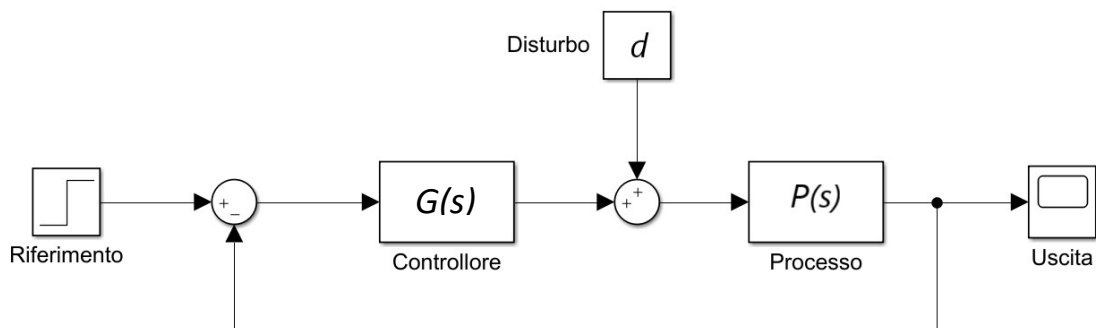 Disturbo
d
+
+
+
−
G(s)
P(s)
Riferimento
Controllore
Processo
Uscita